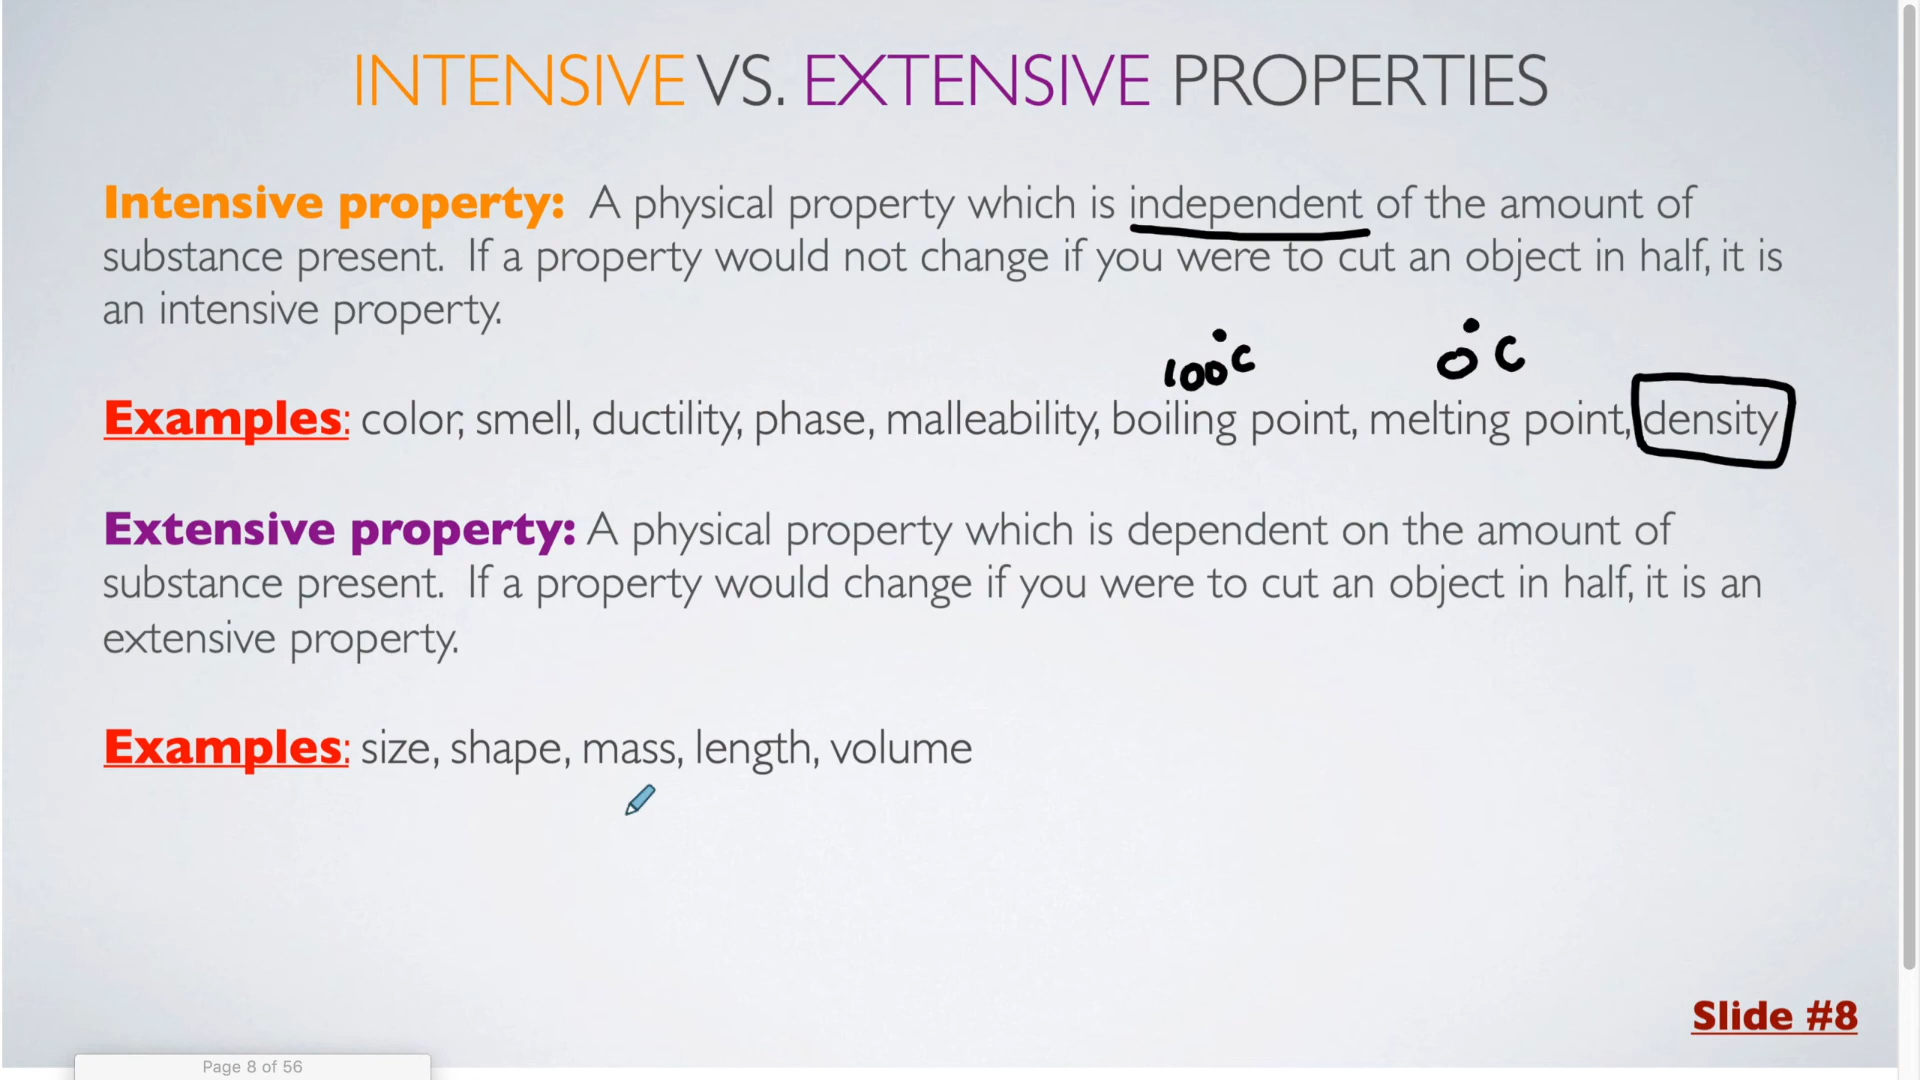 INTENSIVE VS. EXTENSIVE PROPERTIES
Intensive property: A physical property which is independent of the amount of
substance present. If a property would not change if you were to cut an object in half, it is
an intensive property.
100°C 0°C
Examples: color, smell, ductility, phase, malleability, boiling point, melting point, density
Extensive property: A physical property which is dependent on the amount of
substance present. If a property would change if you were to cut an object in half, it is an
extensive property.
Examples: size, shape, mass, length, volume
Slide #8
Page 8 of 56